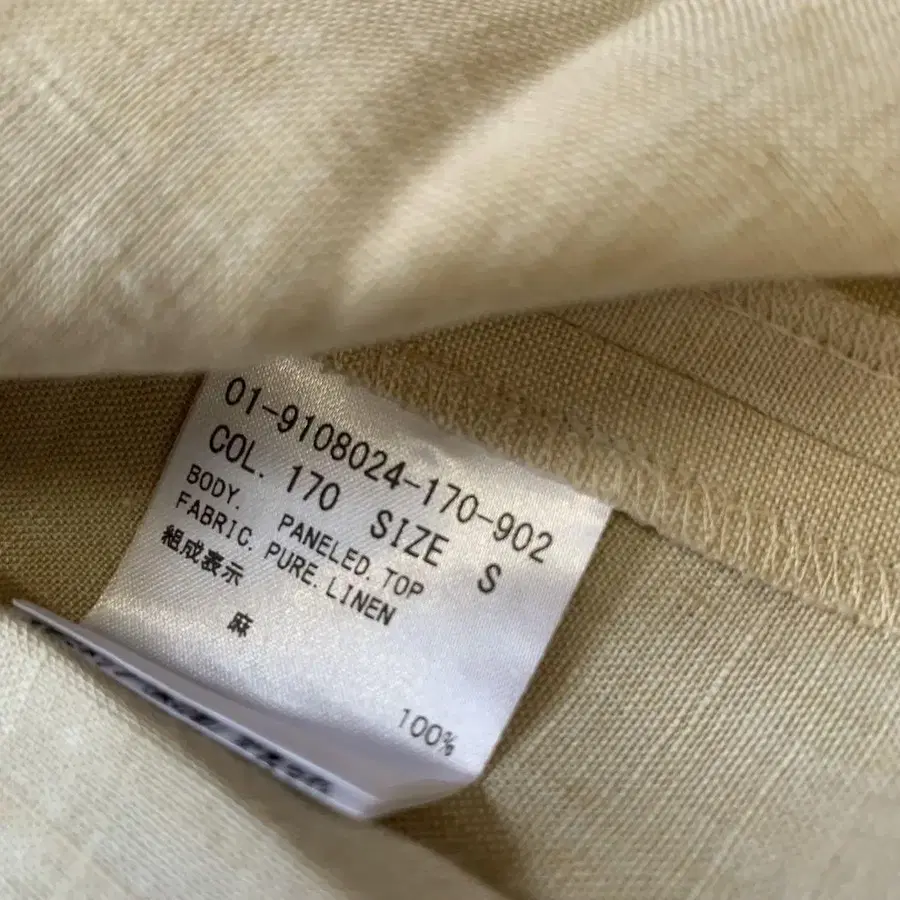 01-9108024-170-902
COL. 170 SIZE S
BODY. PANELED.TOP
FABRIC.PURE.LINEN
組成表示
麻
100%